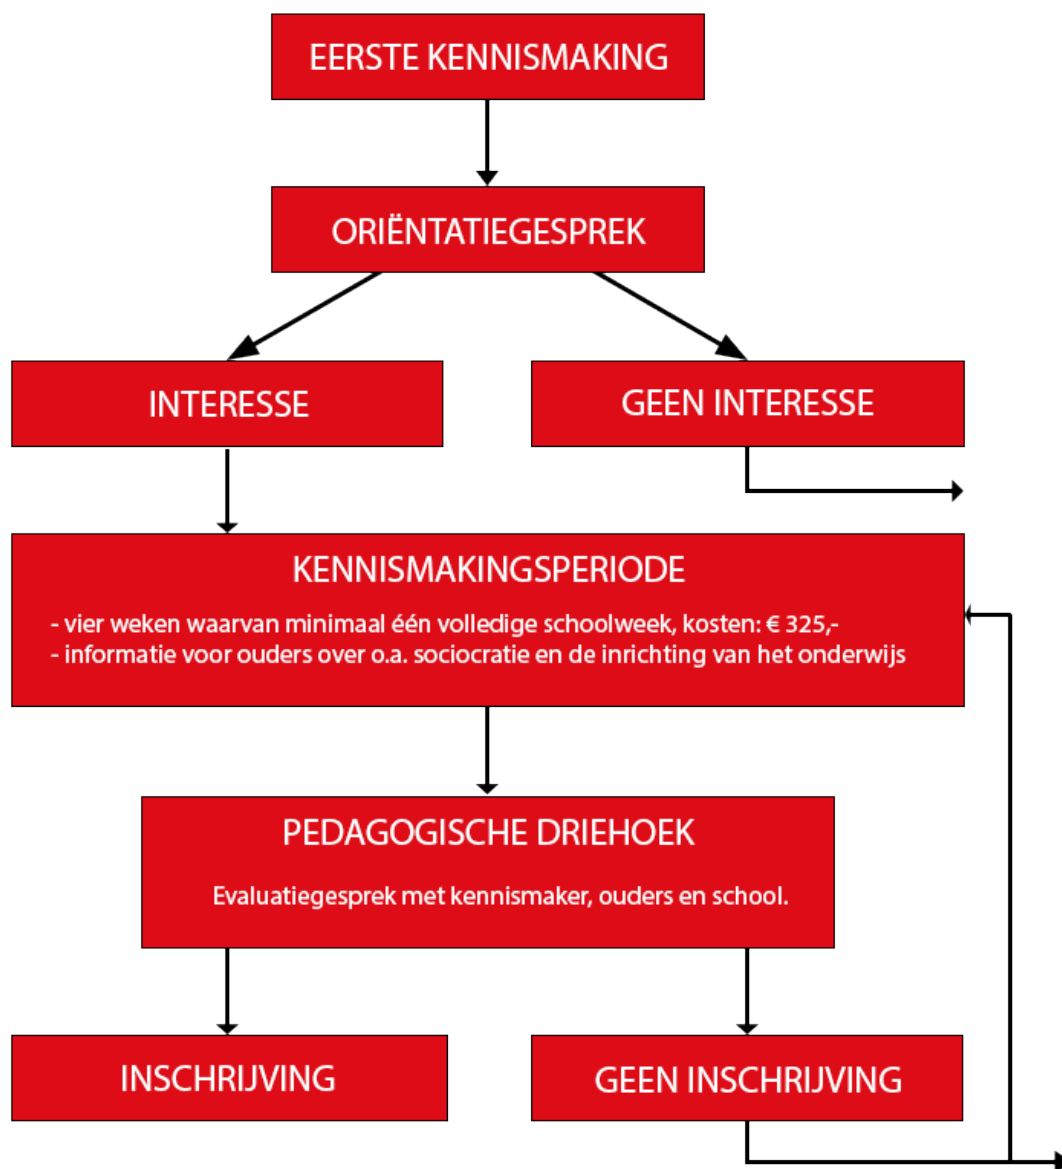 EERSTE KENNISMAKING
ORIËNTATIEGESPREK
INTERESSE
GEEN INTERESSE
KENNISMAKINGSPERIODE
- vier weken waarvan minimaal één volledige schoolweek, kosten: € 325,-
- informatie voor ouders over o.a. sociocratie en de inrichting van het onderwijs
PEDAGOGISCHE DRIEHOEK
Evaluatiegesprek met kennismaker, ouders en school.
INSCHRIJVING
GEEN INSCHRIJVING